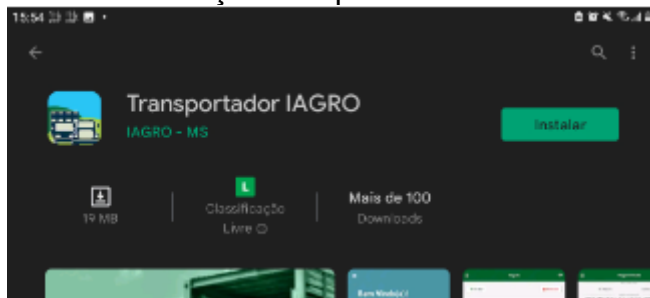 15:54
Transportador IAGRO
IAGRO - MS
Instalar
19 MB
L
Classificação
Livre
Mais de 100
Downloads